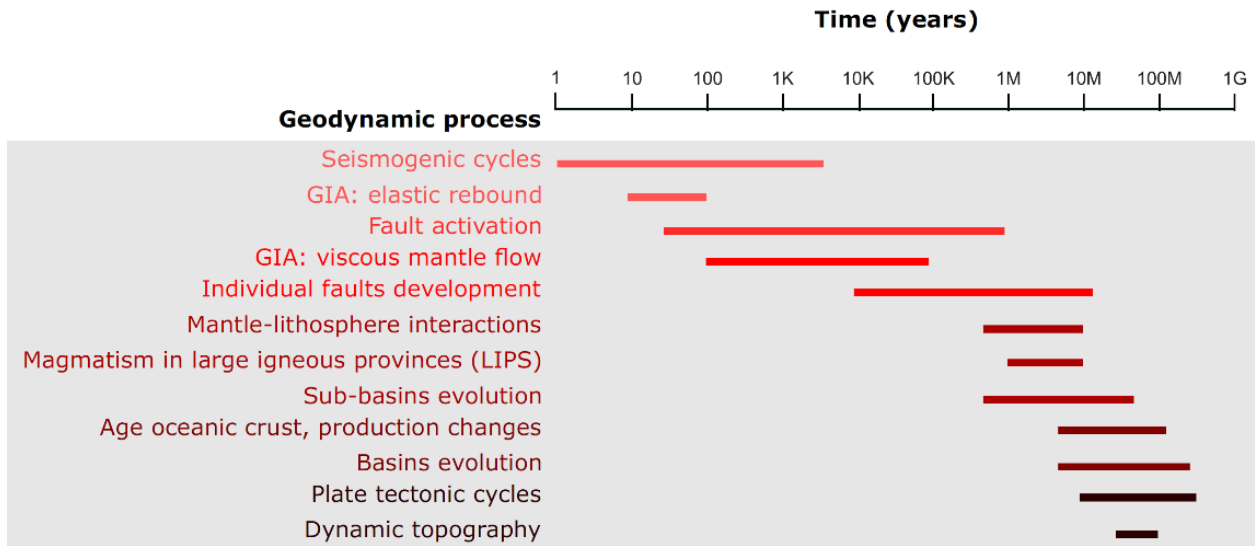 Time (years)
1 10 100 1K 10K 100K 1M 10M 100M 1G
Geodynamic process
Seismogenic cycles
GIA: elastic rebound
Fault activation
GIA: viscous mantle flow
Individual faults development
Mantle-lithosphere interactions
Magmatism in large igneous provinces (LIPS)
Sub-basins evolution
Age oceanic crust, production changes
Basins evolution
Plate tectonic cycles
Dynamic topography